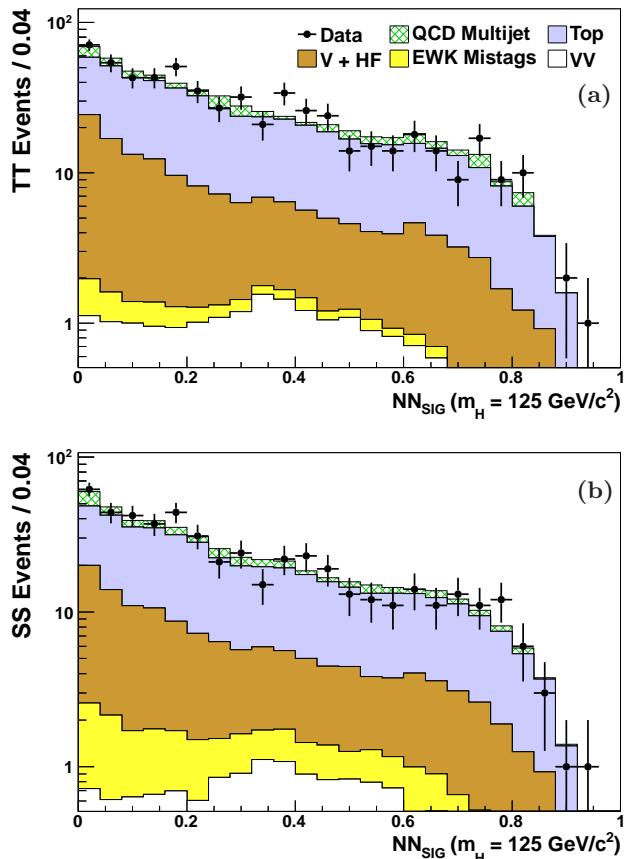 Data QCD Multijet Top
V + HF EWK Mistags VV
(a)
TT Events / 0.04
10²
10
1
0 0.2 0.4 0.6 0.8 1
NN_SIG (m_H = 125 GeV/c²)
(b)
SS Events / 0.04
10²
10
1
0 0.2 0.4 0.6 0.8 1
NN_SIG (m_H = 125 GeV/c²)